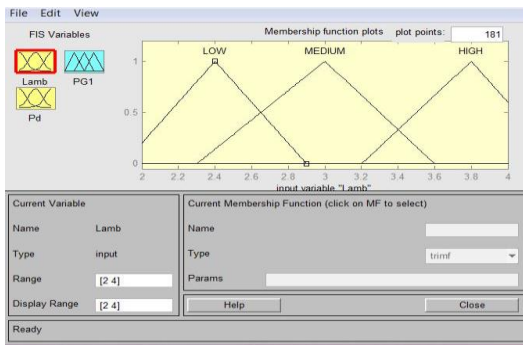 File Edit View
FIS Variables
Membership function plots plot points: 181
Lamb PG1
Pd
LOW MEDIUM HIGH
1
0.5
0
2 2.2 2.4 2.6 2.8 3 3.2 3.4 3.6 3.8 4
input variable "Lamb"
Current Variable
Name Lamb
Type input
Range [2 4]
Display Range [2 4]
Current Membership Function (click on MF to select)
Name
Type trimf
Params
Help Close
Ready